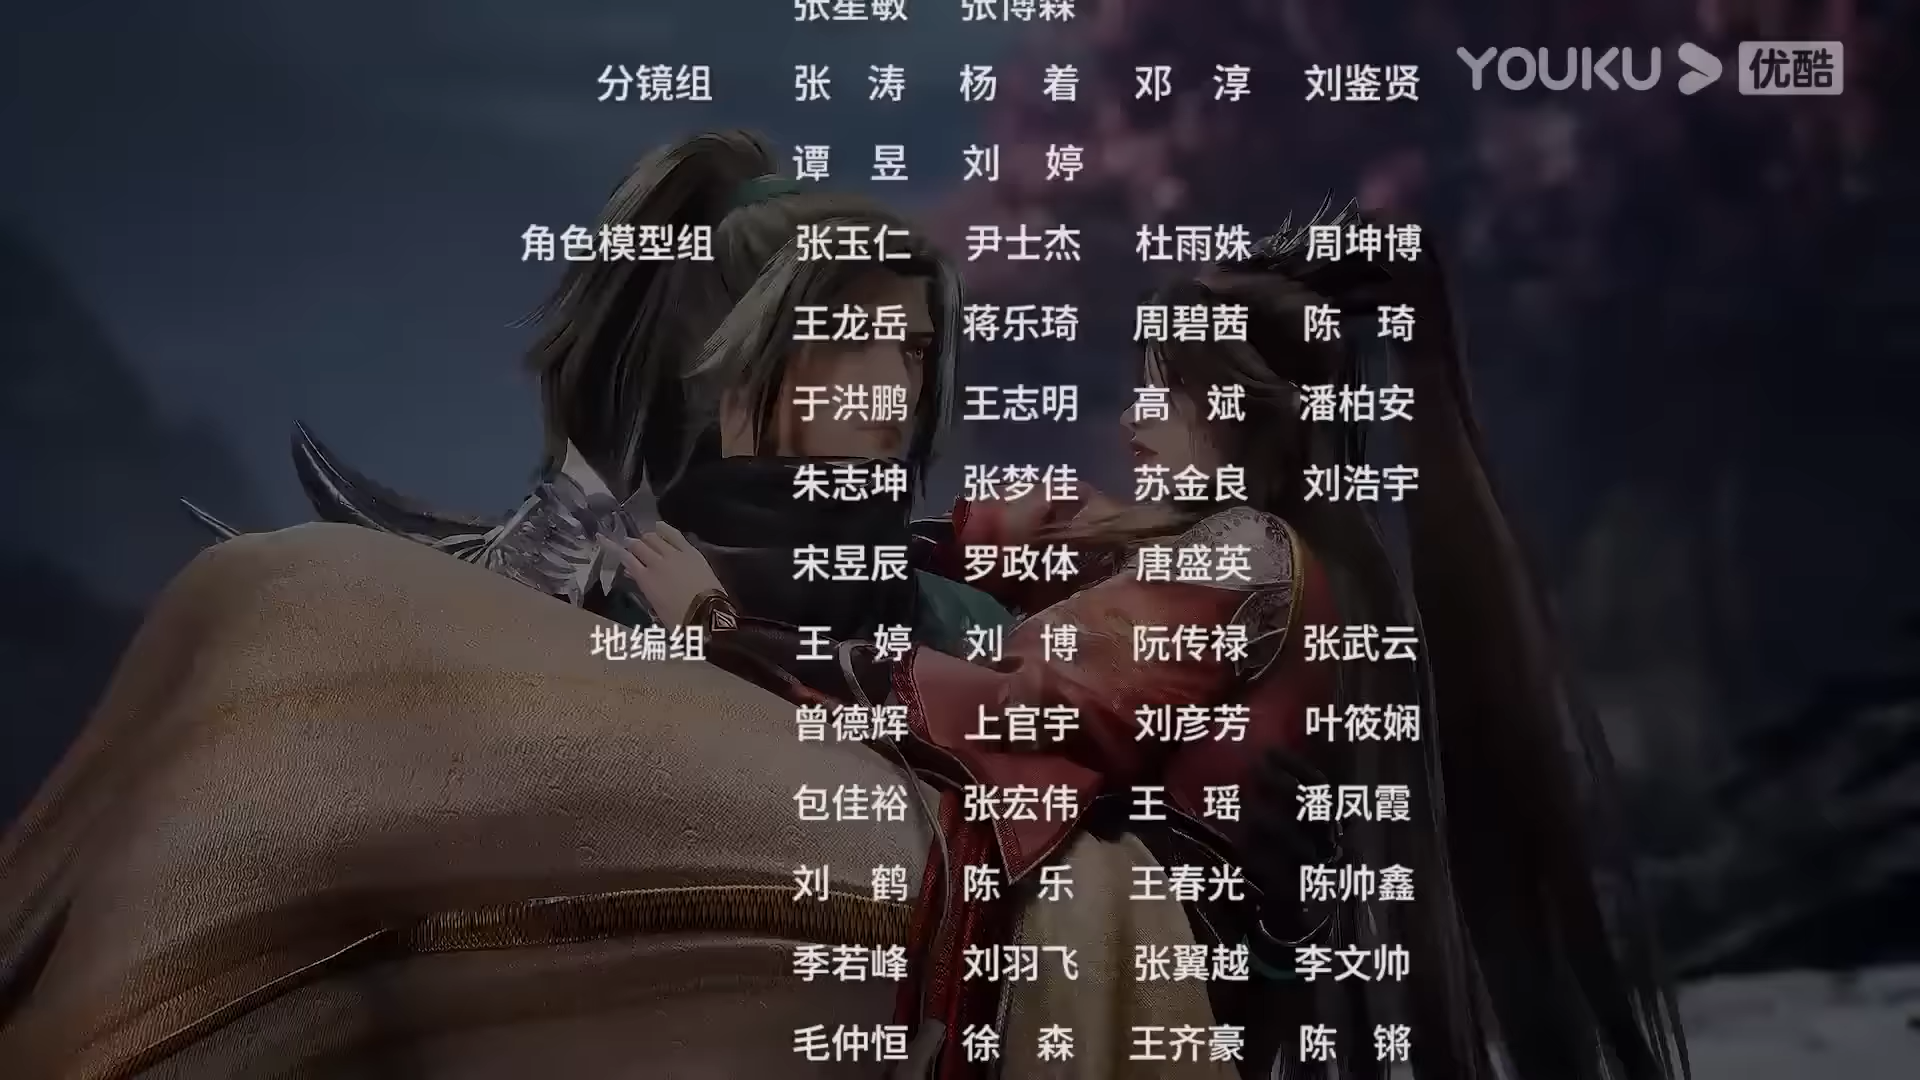 张星敏 张博森
YOUKU 优酷
分镜组 张 涛 杨 着 邓 淳 刘鉴贤
谭 昱 刘 婷
角色模型组 张玉仁 尹士杰 杜雨姝 周坤博
王龙岳 蒋乐琦 周碧茜 陈 琦
于洪鹏 王志明 高 斌 潘柏安
朱志坤 张梦佳 苏金良 刘浩宇
宋昱辰 罗政体 唐盛英
地编组 王 婷 刘 博 阮传禄 张武云
曾德辉 上官宇 刘彦芳 叶筱娴
包佳裕 张宏伟 王 瑶 潘凤霞
刘 鹤 陈 乐 王春光 陈帅鑫
季若峰 刘羽飞 张翼越 李文帅
毛仲恒 徐 森 王齐豪 陈 锵